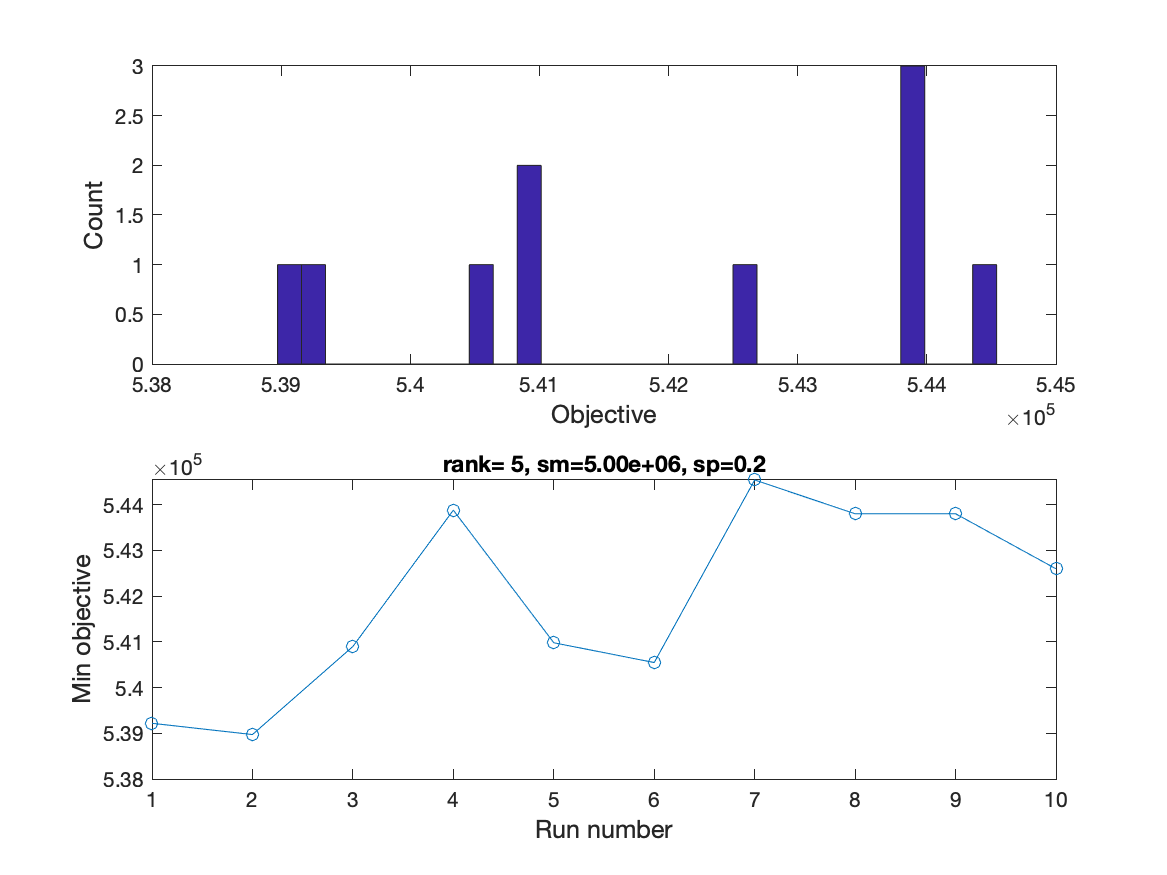 3
2.5
2
1.5
1
0.5
0
Count
5.38 5.39 5.4 5.41 5.42 5.43 5.44 5.45
Objective
×10^5
×10^5
rank= 5, sm=5.00e+06, sp=0.2
5.44
5.43
5.42
5.41
5.4
5.39
5.38
Min objective
1 2 3 4 5 6 7 8 9 10
Run number